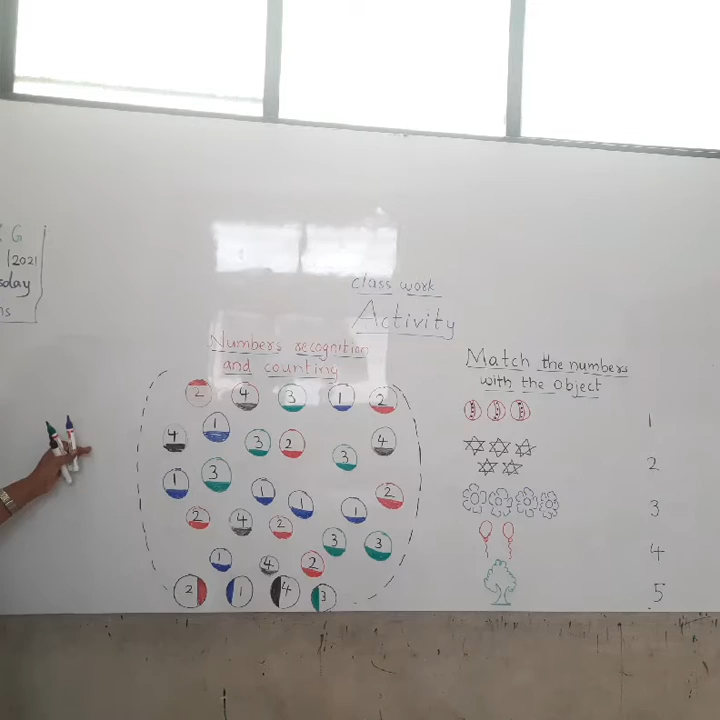 G
/2021
sday
class work
Activity
Numbers recognition
and counting
Match the numbers
with the object
2 4 3 1 2
4 1 3 2 3 4
1 3 1 1 1 2
2 4 2 3 3
1 4 2
2 1 4 3
1
2
3
4
5